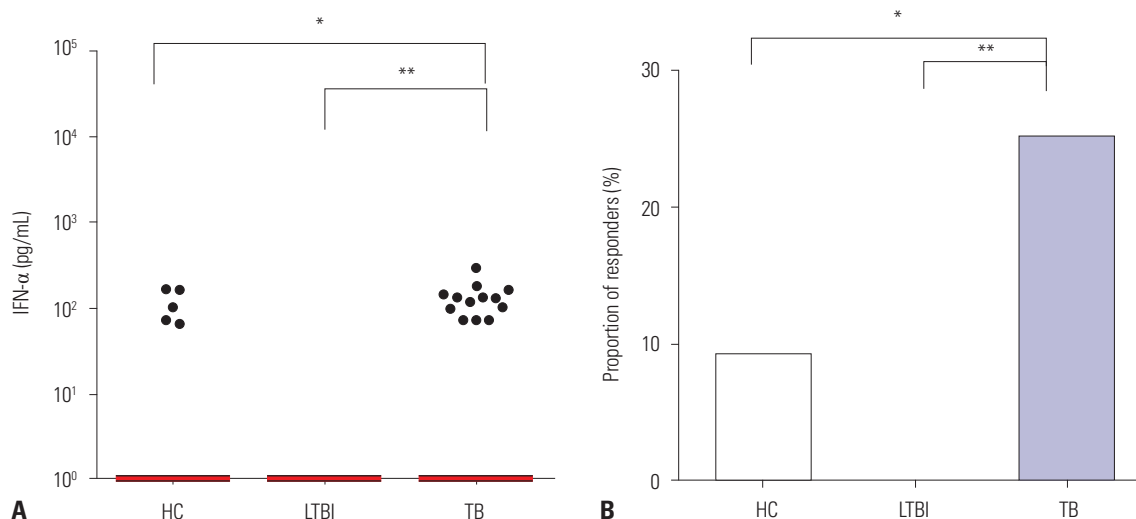 *
**
10⁵
10⁴
10³
10²
10¹
10⁰
IFN-α (pg/mL)
HC LTBI TB
A
*
**
30
20
10
0
Proportion of responders (%)
HC LTBI TB
B